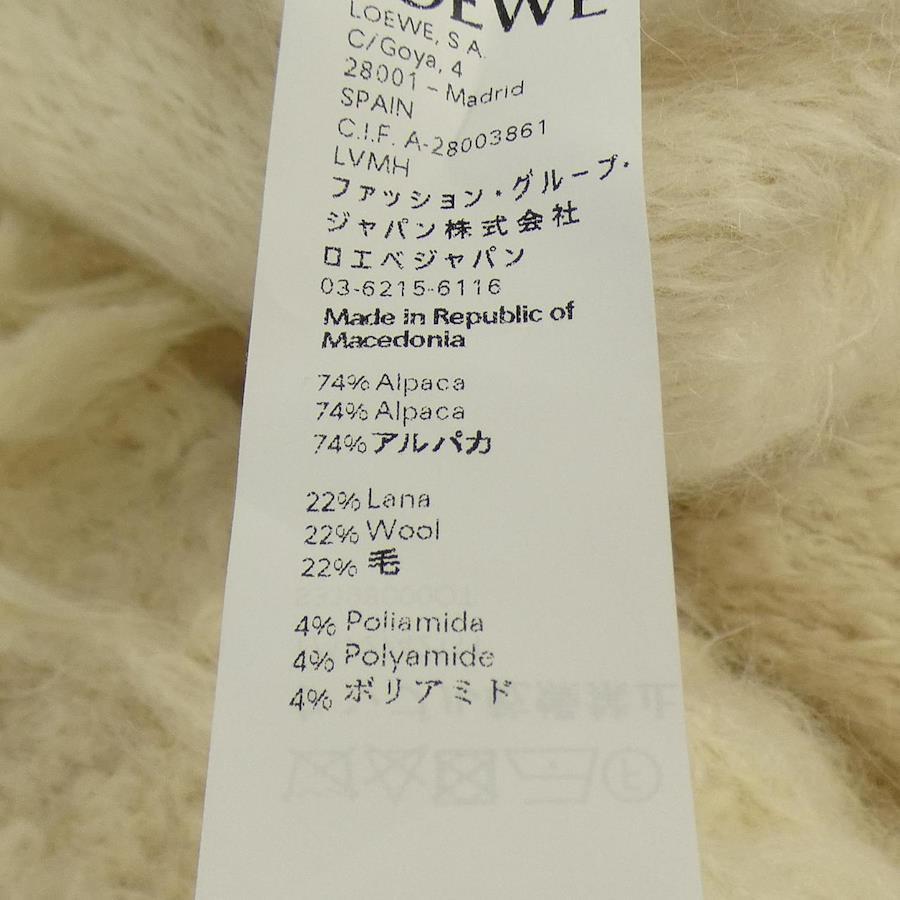 LOEWE
LOEWE, S.A.
C/Goya, 4
28001 - Madrid
SPAIN
C.I.F. A-28003861
LVMH
ファッション・グループ・
ジャパン株式会社
ロエベジャパン
03-6215-6116
Made in Republic of
Macedonia
74% Alpaca
74% Alpaca
74% アルパカ
22% Lana
22% Wool
22% 毛
4% Poliamida
4% Polyamide
4% ポリアミド